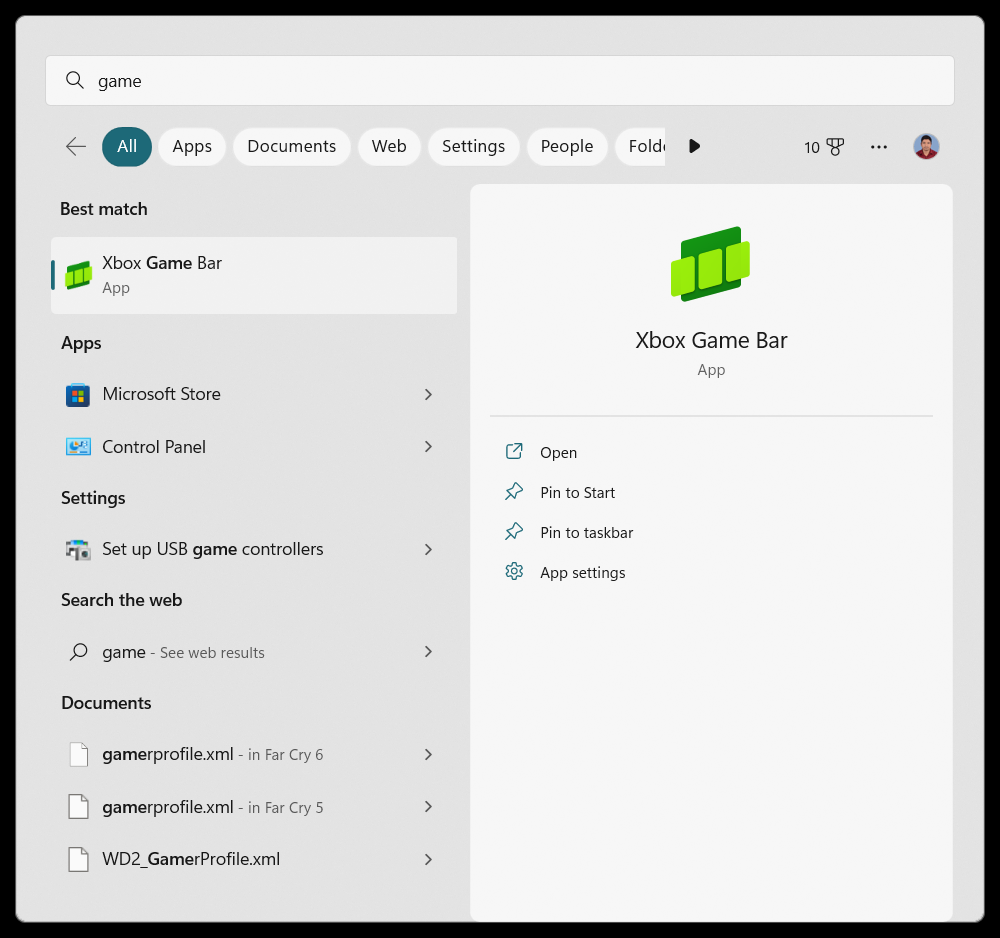 game
All Apps Documents Web Settings People Folde 10
Best match
Xbox Game Bar
App
Apps
Microsoft Store
Control Panel
Settings
Set up USB game controllers
Search the web
game - See web results
Documents
gamerprofile.xml - in Far Cry 6
gamerprofile.xml - in Far Cry 5
WD2_GamerProfile.xml
Xbox Game Bar
App
Open
Pin to Start
Pin to taskbar
App settings